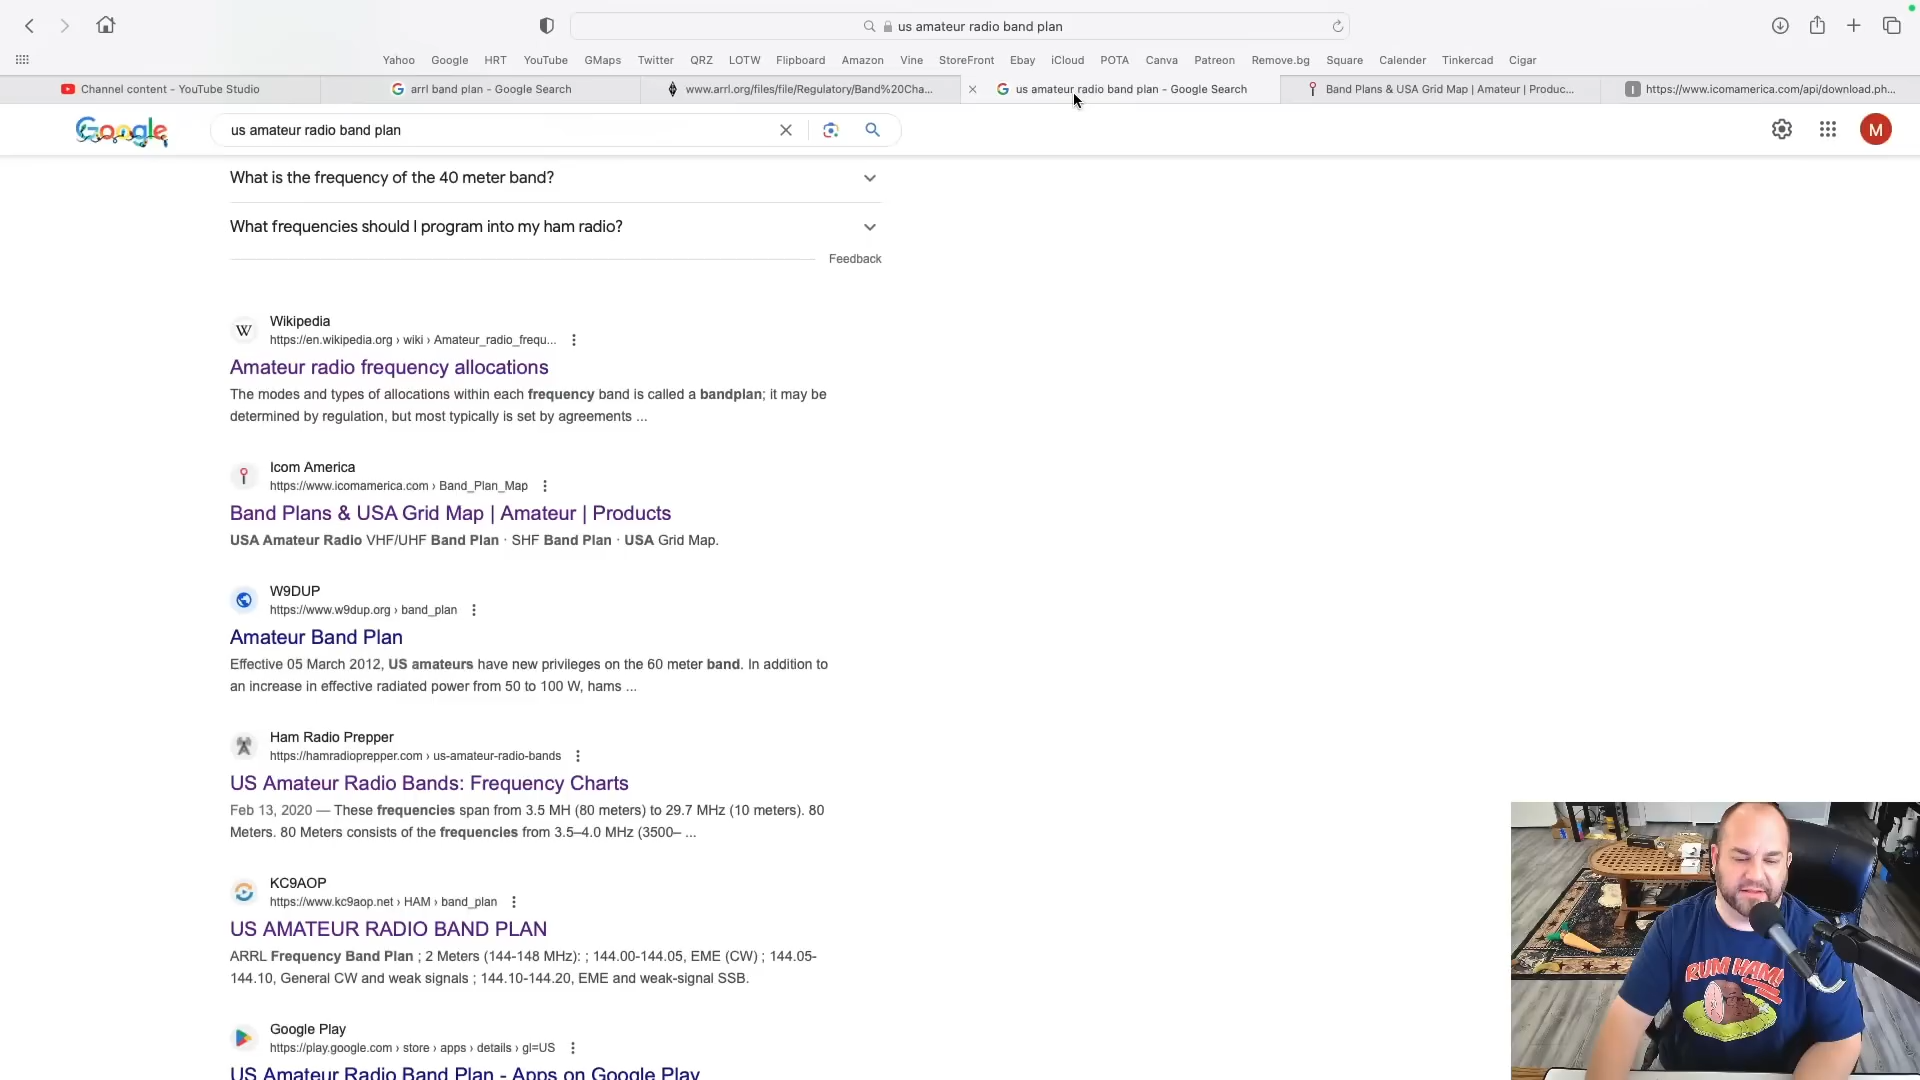 us amateur radio band plan
Yahoo Google HRT YouTube GMaps Twitter QRZ LOTW Flipboard Amazon Vine StoreFront Ebay iCloud POTA Canva Patreon Remove.bg Square Calender Tinkercad Cigar
Channel content - YouTube Studio
arrl band plan - Google Search
www.arrl.org/files/file/Regulatory/Band%20Cha...
us amateur radio band plan - Google Search
Band Plans & USA Grid Map | Amateur | Produc...
https://www.icomamerica.com/api/download.ph...
Google
us amateur radio band plan
M
What is the frequency of the 40 meter band?
What frequencies should I program into my ham radio?
Feedback
W
Wikipedia
https://en.wikipedia.org › wiki › Amateur_radio_frequ...
Amateur radio frequency allocations
The modes and types of allocations within each frequency band is called a bandplan; it may be
determined by regulation, but most typically is set by agreements ...
Icom America
https://www.icomamerica.com › Band_Plan_Map
Band Plans & USA Grid Map | Amateur | Products
USA Amateur Radio VHF/UHF Band Plan · SHF Band Plan · USA Grid Map.
W9DUP
https://www.w9dup.org › band_plan
Amateur Band Plan
Effective 05 March 2012, US amateurs have new privileges on the 60 meter band. In addition to
an increase in effective radiated power from 50 to 100 W, hams ...
Ham Radio Prepper
https://hamradioprepper.com › us-amateur-radio-bands
US Amateur Radio Bands: Frequency Charts
Feb 13, 2020 — These frequencies span from 3.5 MH (80 meters) to 29.7 MHz (10 meters). 80
Meters. 80 Meters consists of the frequencies from 3.5–4.0 MHz (3500– ...
KC9AOP
https://www.kc9aop.net › HAM › band_plan
US AMATEUR RADIO BAND PLAN
ARRL Frequency Band Plan ; 2 Meters (144-148 MHz): ; 144.00-144.05, EME (CW) ; 144.05-
144.10, General CW and weak signals ; 144.10-144.20, EME and weak-signal SSB.
Google Play
https://play.google.com › store › apps › details › gl=US
US Amateur Radio Band Plan - Apps on Google Play
RUM HAM!